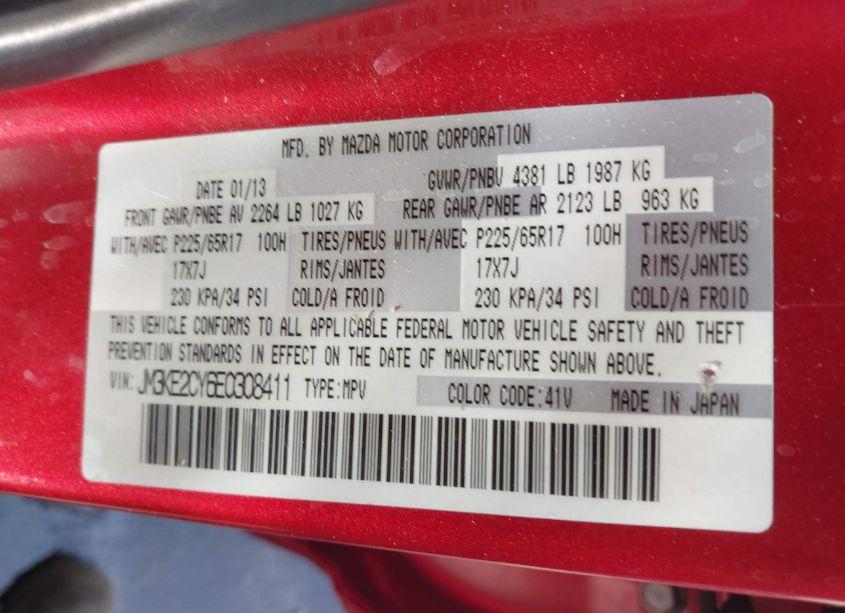 MFD. BY MAZDA MOTOR CORPORATION
DATE 01/13 GVWR/PNBV 4381 LB 1987 KG
FRONT GAWR/PNBE AV 2264 LB 1027 KG REAR GAWR/PNBE AR 2123 LB 963 KG
WITH/AVEC P225/65R17 100H TIRES/PNEUS WITH/AVEC P225/65R17 100H TIRES/PNEUS
17X7J RIMS/JANTES 17X7J RIMS/JANTES
230 KPA/34 PSI COLD/A FROID 230 KPA/34 PSI COLD/A FROID
THIS VEHICLE CONFORMS TO ALL APPLICABLE FEDERAL MOTOR VEHICLE SAFETY AND THEFT
PREVENTION STANDARDS IN EFFECT ON THE DATE OF MANUFACTURE SHOWN ABOVE.
VIN: JM3KE2CY6E0308411 TYPE:MPV COLOR CODE:41V MADE IN JAPAN